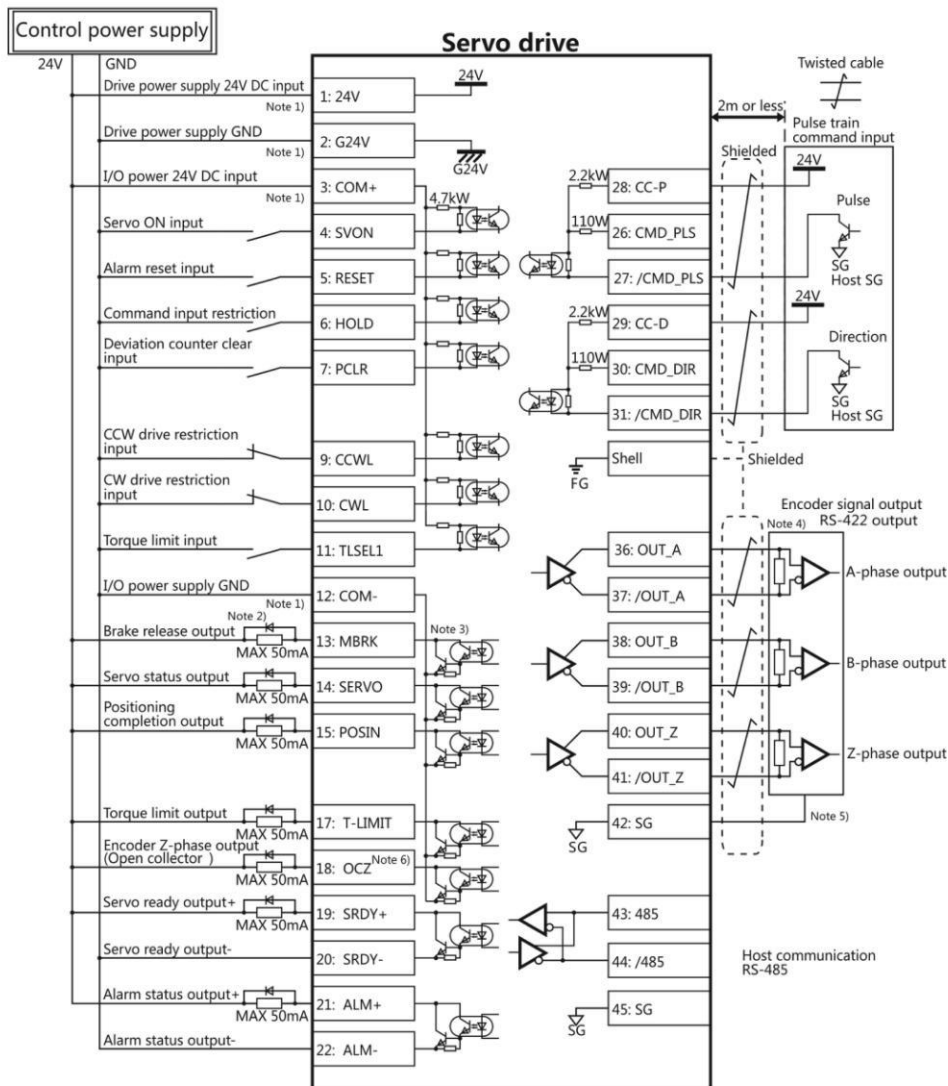 Control power supply
24V
GND
Servo drive
Drive power supply 24V DC input
Note 1)
1: 24V
24V
Drive power supply GND
Note 1)
2: G24V
G24V
I/O power 24V DC input
Note 1)
3: COM+
4.7kW
Servo ON input
4: SVON
Alarm reset input
5: RESET
Command input restriction
6: HOLD
Deviation counter clear
input
7: PCLR
CCW drive restriction
input
9: CCWL
CW drive restriction
input
10: CWL
Torque limit input
11: TLSEL1
I/O power supply GND
Note 1)
12: COM-
Brake release output
Note 2)
MAX 50mA
13: MBRK
Note 3)
Servo status output
MAX 50mA
14: SERVO
Positioning
completion output
MAX 50mA
15: POSIN
Torque limit output
MAX 50mA
17: T-LIMIT
Encoder Z-phase output
(Open collector )
MAX 50mA
18: OCZ Note 6)
Servo ready output+
MAX 50mA
19: SRDY+
Servo ready output-
20: SRDY-
Alarm status output+
MAX 50mA
21: ALM+
Alarm status output-
22: ALM-
Twisted cable
2m or less
Pulse train
command input
Shielded
2.2kW
28: CC-P
24V
110W
26: CMD_PLS
Pulse
27: /CMD_PLS
SG
Host SG
2.2kW
29: CC-D
24V
110W
30: CMD_DIR
Direction
31: /CMD_DIR
SG
Host SG
FG
Shell
Shielded
Encoder signal output
RS-422 output
Note 4)
36: OUT_A
37: /OUT_A
A-phase output
38: OUT_B
39: /OUT_B
B-phase output
40: OUT_Z
41: /OUT_Z
Z-phase output
SG
42: SG
Note 5)
43: 485
44: /485
Host communication
RS-485
SG
45: SG